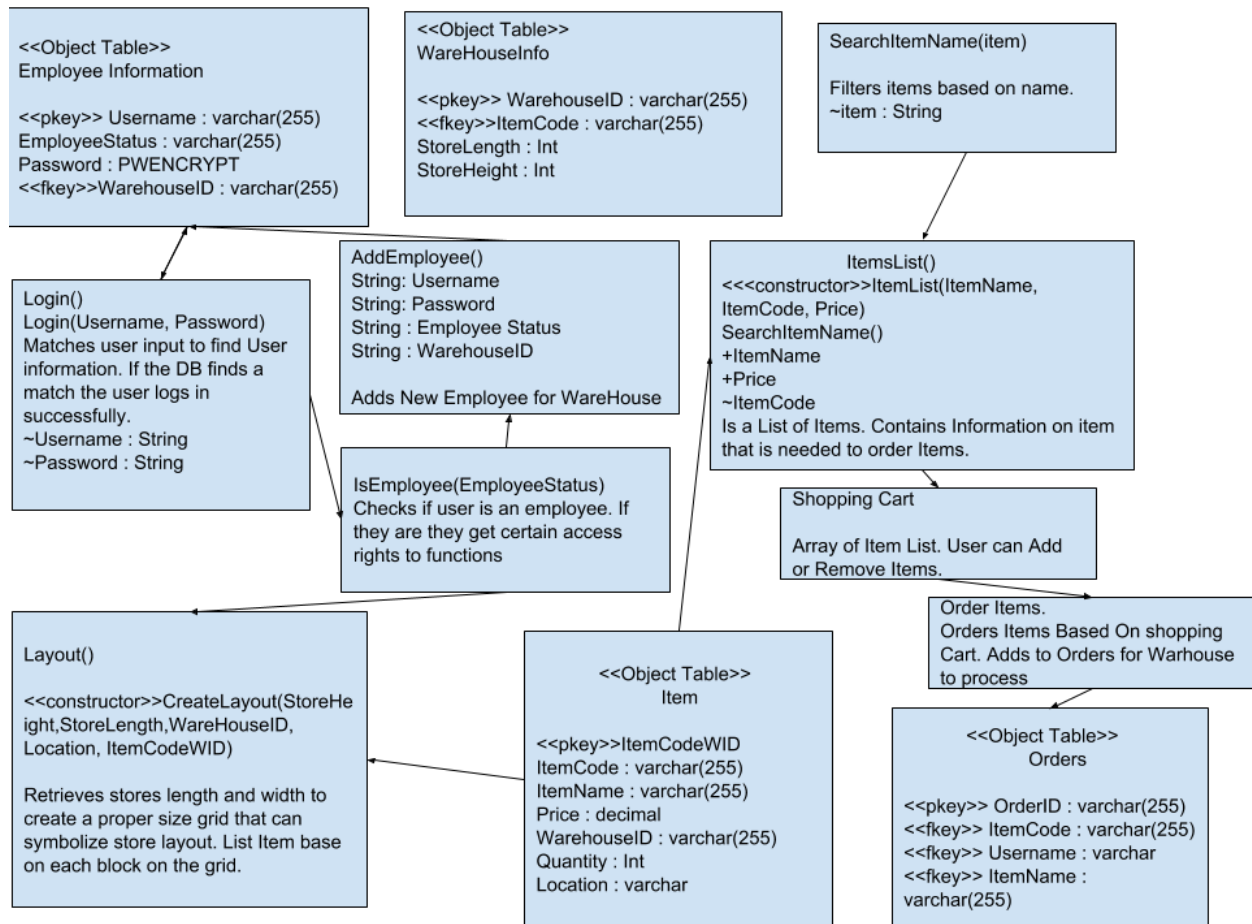 <<Object Table>>
Employee Information
<<pkey>> Username : varchar(255)
EmployeeStatus : varchar(255)
Password : PWENCRYPT
<<fkey>>WarehouseID : varchar(255)
<<Object Table>>
WareHouseInfo
<<pkey>> WarehouseID : varchar(255)
<<fkey>>ItemCode : varchar(255)
StoreLength : Int
StoreHeight : Int
SearchItemName(item)
Filters items based on name.
~item : String
Login()
Login(Username, Password)
Matches user input to find User
information. If the DB finds a
match the user logs in
successfully.
~Username : String
~Password : String
AddEmployee()
String: Username
String: Password
String : Employee Status
String : WarehouseID
Adds New Employee for WareHouse
ItemsList()
<<<constructor>>ItemList(ItemName,
ItemCode, Price)
SearchItemName()
+ItemName
+Price
~ItemCode
Is a List of Items. Contains Information on item
that is needed to order Items.
IsEmployee(EmployeeStatus)
Checks if user is an employee. If
they are they get certain access
rights to functions
Shopping Cart
Array of Item List. User can Add
or Remove Items.
Order Items.
Orders Items Based On shopping
Cart. Adds to Orders for Warhouse
to process
Layout()
<<constructor>>CreateLayout(StoreHe
ight,StoreLength,WareHouseID,
Location, ItemCodeWID)
Retrieves stores length and width to
create a proper size grid that can
symbolize store layout. List Item base
on each block on the grid.
<<Object Table>>
Item
<<pkey>>ItemCodeWID
ItemCode : varchar(255)
ItemName : varchar(255)
Price : decimal
WarehouseID : varchar(255)
Quantity : Int
Location : varchar
<<Object Table>>
Orders
<<pkey>> OrderID : varchar(255)
<<fkey>> ItemCode : varchar(255)
<<fkey>> Username : varchar
<<fkey>> ItemName :
varchar(255)